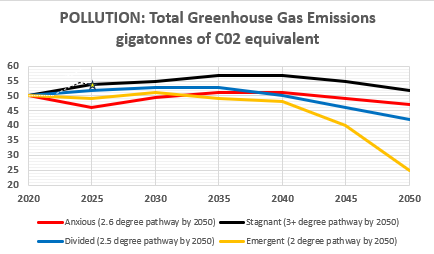 POLLUTION: Total Greenhouse Gas Emissions
gigatonnes of C02 equivalent
60
55
50
45
40
35
30
25
20
2020 2025 2030 2035 2040 2045 2050
Anxious (2.6 degree pathway by 2050) Stagnant (3+ degree pathway by 2050)
Divided (2.5 degree pathway by 2050) Emergent (2 degree pathway by 2050)